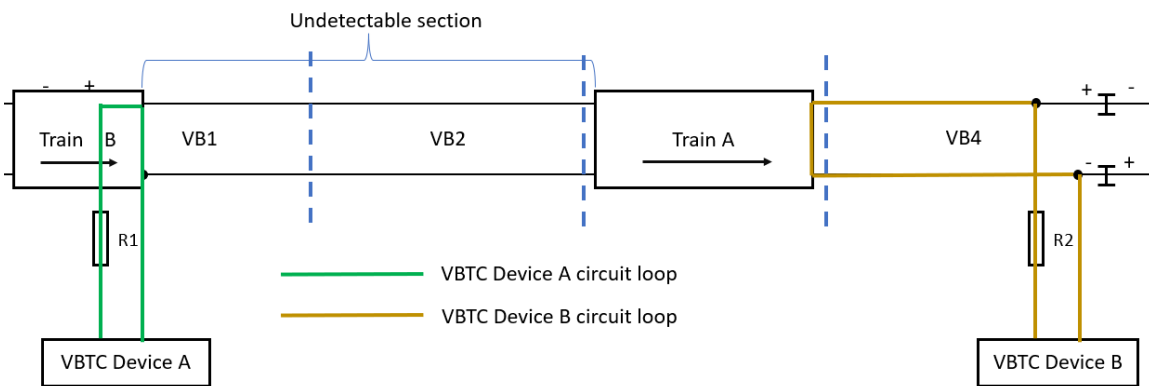 Undetectable section
- +
+ -
Train B
VB1
VB2
Train A
VB4
- +
R1
R2
VBTC Device A circuit loop
VBTC Device B circuit loop
VBTC Device A
VBTC Device B